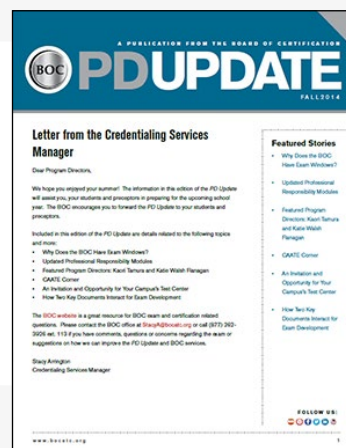 A PUBLICATION FROM THE BOARD OF CERTIFICATION
BOC
PDUPDATE
FALL2014
Letter from the Credentialing Services
Manager
Dear Program Directors,
We hope you enjoyed your summer! The information in this edition of the PD Update
will assist you, your students and preceptors in preparing for the upcoming school
year. The BOC encourages you to forward the PD Update to your students and
preceptors.
Included in this edition of the PD Update are details related to the following topics
and more:
• Why Does the BOC Have Exam Windows?
• Updated Professional Responsibility Modules
• Featured Program Directors: Kaori Tamura and Katie Walsh Flanagan
• CAATE Corner
• An Invitation and Opportunity for Your Campus's Test Center
• How Two Key Documents Interact for Exam Development
The BOC website is a great resource for BOC exam and certification related
questions. Please contact the BOC office at StacyA@bocatc.org or call (877) 262-
3926 ext. 113 if you have comments, questions or concerns regarding the exam or
suggestions on how we can improve the PD Update and BOC services.
Stacy Arrington
Credentialing Services Manager
Featured Stories
• Why Does the BOC
Have Exam Windows?
• Updated Professional
Responsibility Modules
• Featured Program
Directors: Kaori Tamura
and Katie Walsh
Flanagan
• CAATE Corner
• An Invitation and
Opportunity for Your
Campus's Test Center
• How Two Key
Documents Interact for
Exam Development
FOLLOW US:
www.bocatc.org
1